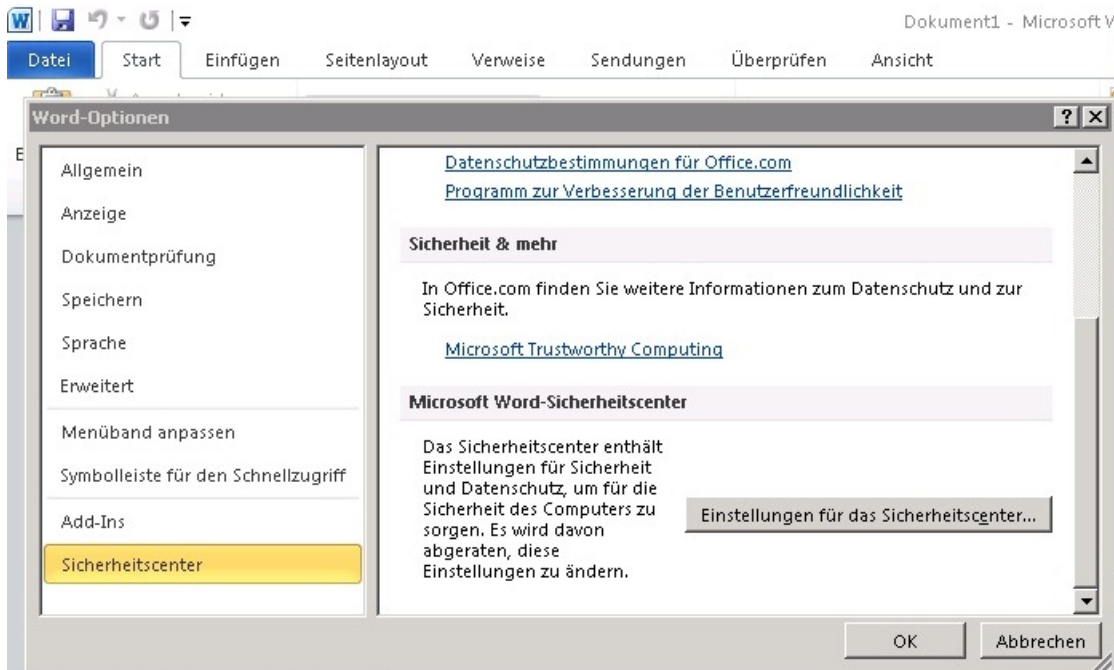 Dokument1 - Microsoft
Datei Start Einfügen Seitenlayout Verweise Sendungen Überprüfen Ansicht
Word-Optionen
Allgemein
Anzeige
Dokumentprüfung
Speichern
Sprache
Erweitert
Menüband anpassen
Symbolleiste für den Schnellzugriff
Add-Ins
Sicherheitscenter
Datenschutzbestimmungen für Office.com
Programm zur Verbesserung der Benutzerfreundlichkeit
Sicherheit & mehr
In Office.com finden Sie weitere Informationen zum Datenschutz und zur
Sicherheit.
Microsoft Trustworthy Computing
Microsoft Word-Sicherheitscenter
Das Sicherheitscenter enthält
Einstellungen für Sicherheit
und Datenschutz, um für die
Sicherheit des Computers zu
sorgen. Es wird davon
abgeraten, diese
Einstellungen zu ändern.
Einstellungen für das Sicherheitscenter...
OK Abbrechen